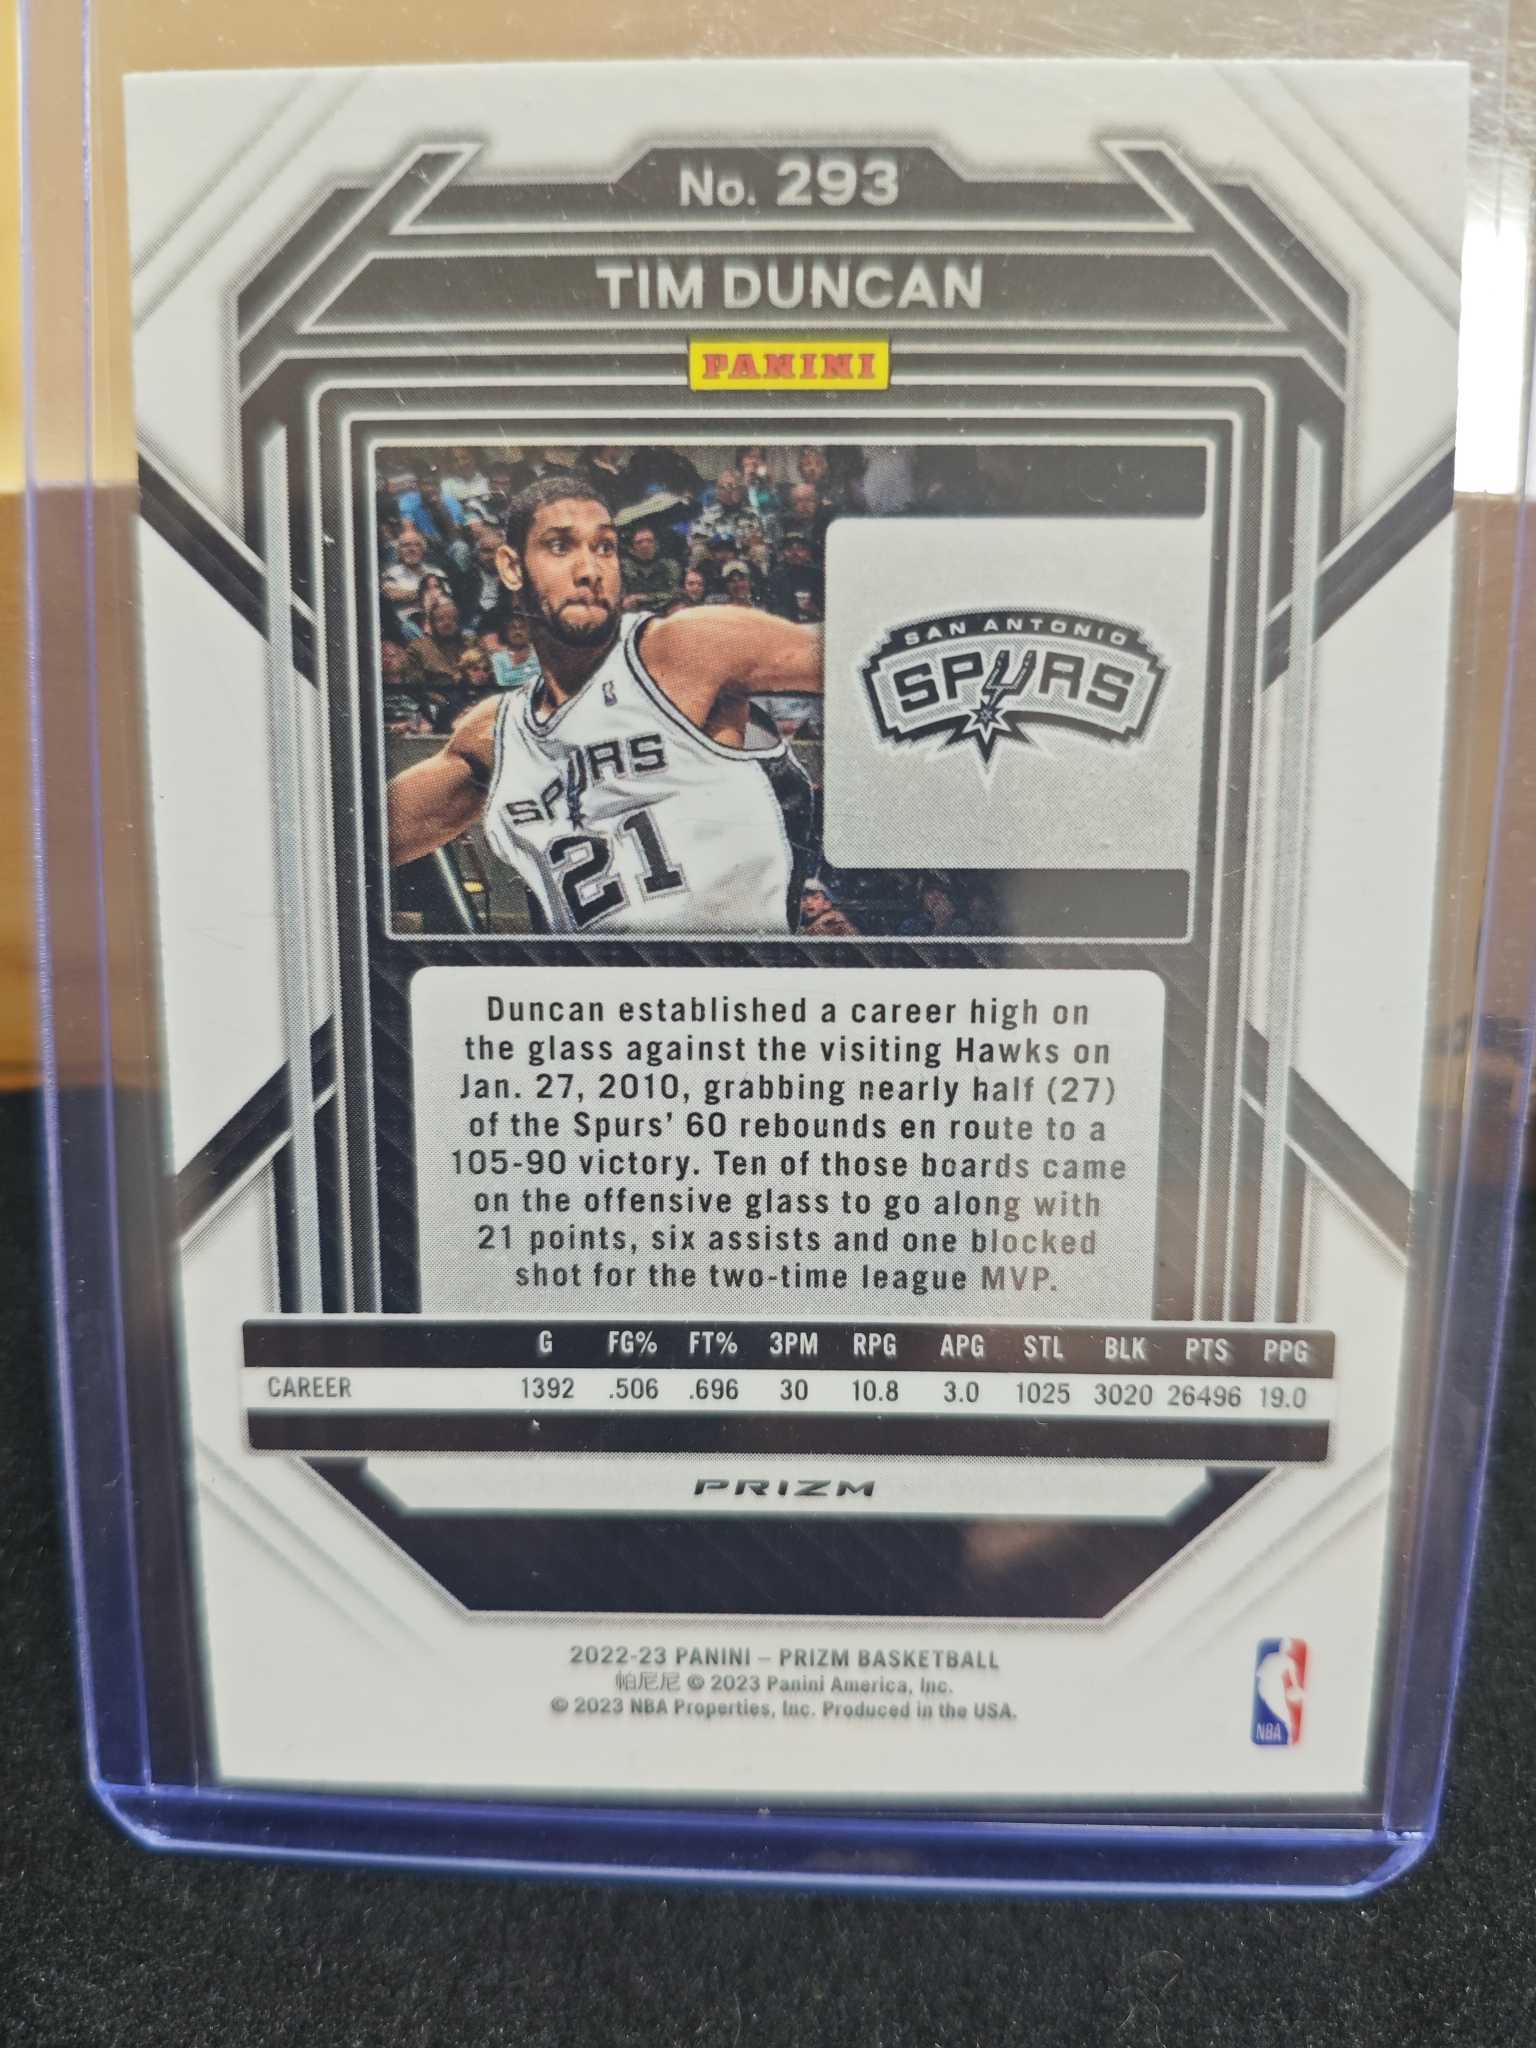 No. 293
TIM DUNCAN
PANINI
SAN ANTONIO
SPURS
SPURS
21
Duncan established a career high on
the glass against the visiting Hawks on
Jan. 27, 2010, grabbing nearly half (27)
of the Spurs' 60 rebounds en route to a
105-90 victory. Ten of those boards came
on the offensive glass to go along with
21 points, six assists and one blocked
shot for the two-time league MVP.
G FG% FT% 3PM RPG APG STL BLK PTS PPG
CAREER 1392 .506 .696 30 10.8 3.0 1025 3020 26496 19.0
PRIZM
2022-23 PANINI – PRIZM BASKETBALL
帕尼尼 © 2023 Panini America, Inc.
© 2023 NBA Properties, Inc. Produced in the USA.
NBA